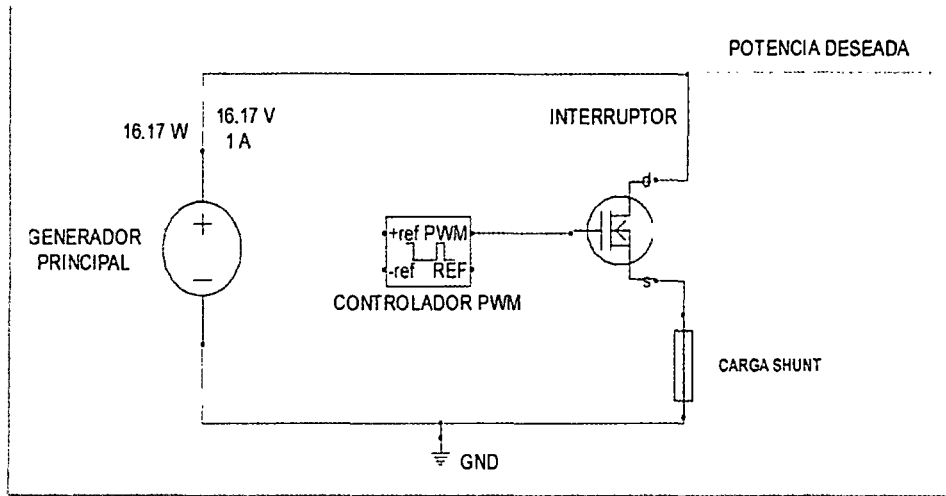 POTENCIA DESEADA
16.17 W
16.17 V
1 A
INTERRUPTOR
d
GENERADOR
PRINCIPAL
+
−
+ref PWM
-ref REF
CONTROLADOR PWM
s
CARGA SHUNT
GND